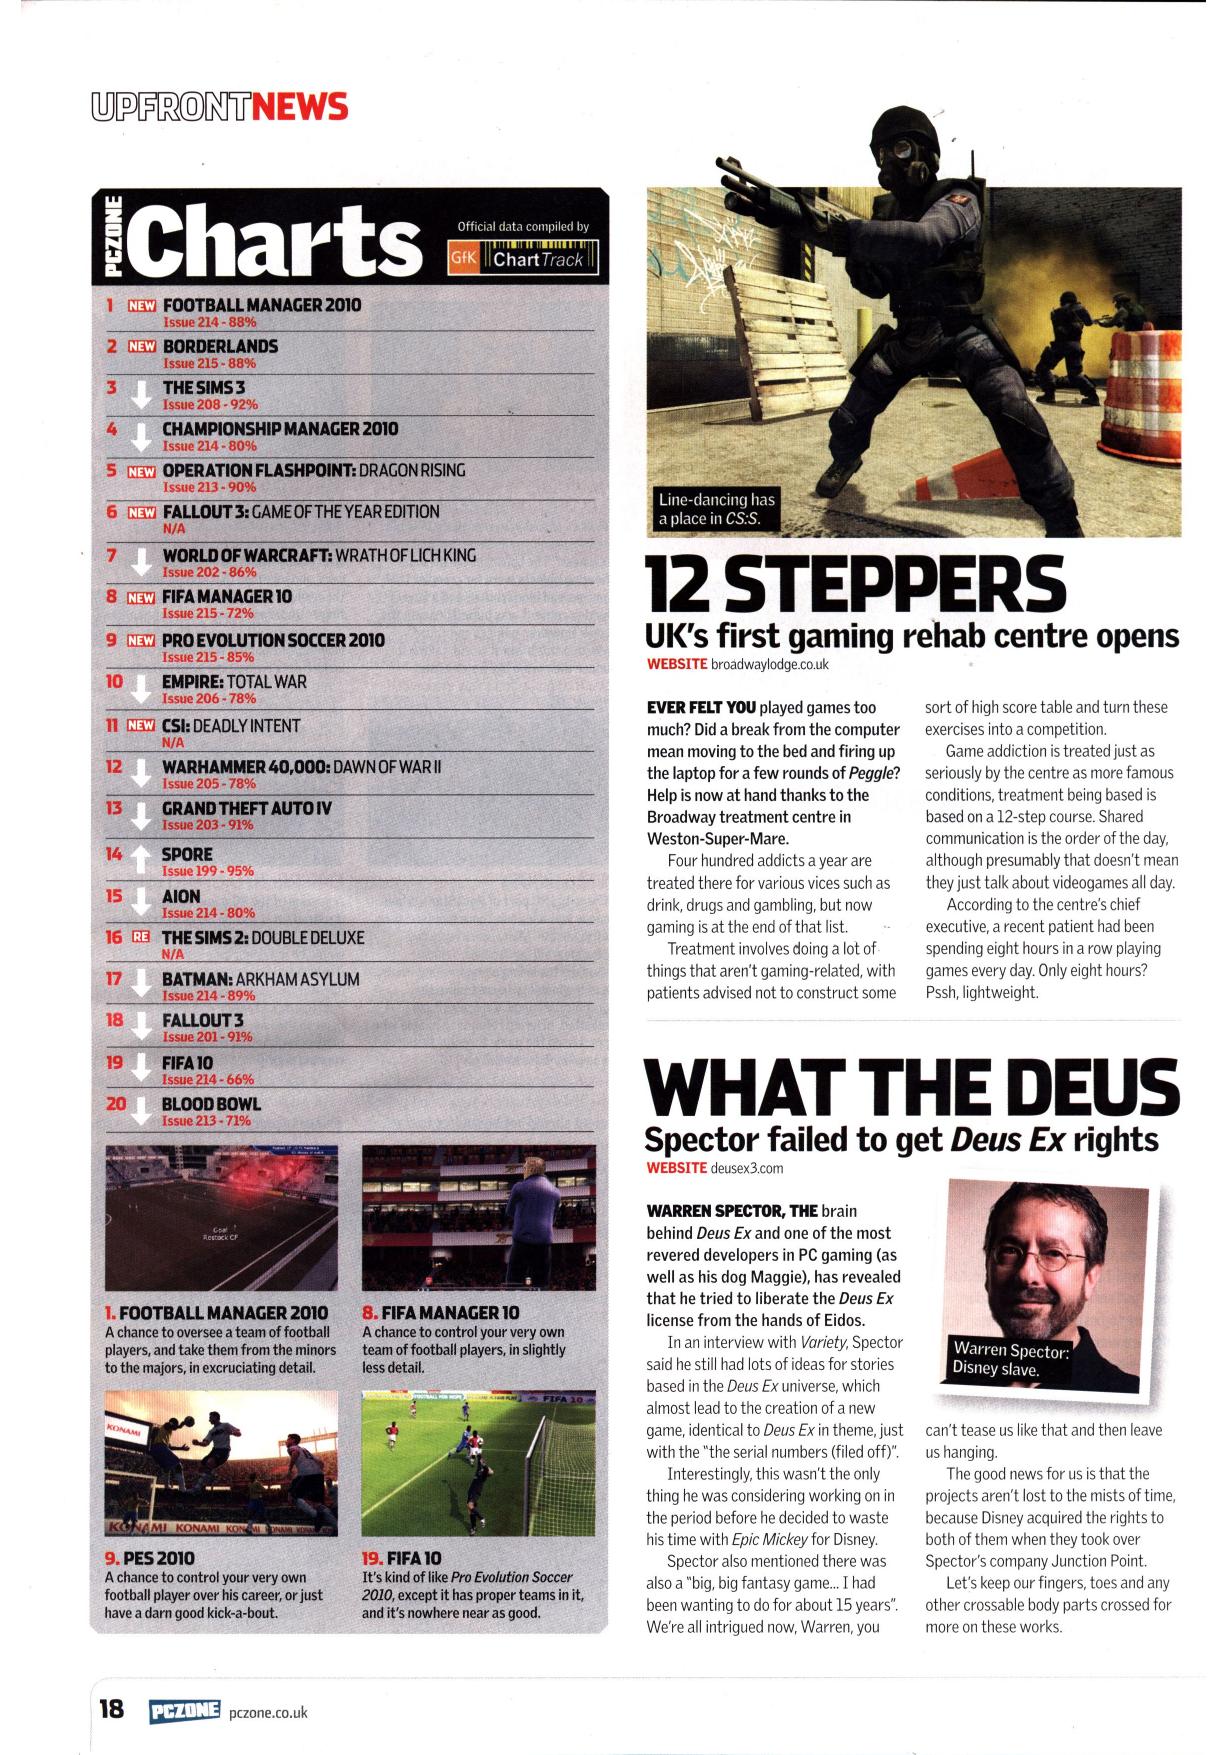 UPFRONTNEWS
PCZONE
Charts
Official data compiled by
GfK ChartTrack
1 NEW FOOTBALL MANAGER 2010
Issue 214 - 88%
2 NEW BORDERLANDS
Issue 215 - 88%
3 THE SIMS 3
Issue 208 - 92%
4 CHAMPIONSHIP MANAGER 2010
Issue 214 - 80%
5 NEW OPERATION FLASHPOINT: DRAGON RISING
Issue 213 - 90%
6 NEW FALLOUT 3: GAME OF THE YEAR EDITION
N/A
7 WORLD OF WARCRAFT: WRATH OF LICH KING
Issue 202 - 86%
8 NEW FIFA MANAGER 10
Issue 215 - 72%
9 NEW PRO EVOLUTION SOCCER 2010
Issue 215 - 85%
10 EMPIRE: TOTAL WAR
Issue 206 - 78%
11 NEW CSI: DEADLY INTENT
N/A
12 WARHAMMER 40,000: DAWN OF WAR II
Issue 205 - 78%
13 GRAND THEFT AUTO IV
Issue 203 - 91%
14 SPORE
Issue 199 - 95%
15 AION
Issue 214 - 80%
16 RE THE SIMS 2: DOUBLE DELUXE
N/A
17 BATMAN: ARKHAM ASYLUM
Issue 214 - 89%
18 FALLOUT 3
Issue 201 - 91%
19 FIFA 10
Issue 214 - 66%
20 BLOOD BOWL
Issue 213 - 71%
Goal
Rostock CF
1. FOOTBALL MANAGER 2010
A chance to oversee a team of football
players, and take them from the minors
to the majors, in excruciating detail.
8. FIFA MANAGER 10
A chance to control your very own
team of football players, in slightly
less detail.
KONAMI
KONAMI KONAMI KONAMI KONAMI KONAMI
9. PES 2010
A chance to control your very own
football player over his career, or just
have a darn good kick-a-bout.
FIFA 10
19. FIFA 10
It's kind of like Pro Evolution Soccer
2010, except it has proper teams in it,
and it's nowhere near as good.
Line-dancing has
a place in CS:S.
12 STEPPERS
UK's first gaming rehab centre opens
WEBSITE broadwaylodge.co.uk
EVER FELT YOU played games too
much? Did a break from the computer
mean moving to the bed and firing up
the laptop for a few rounds of Peggle?
Help is now at hand thanks to the
Broadway treatment centre in
Weston-Super-Mare.
Four hundred addicts a year are
treated there for various vices such as
drink, drugs and gambling, but now
gaming is at the end of that list.
Treatment involves doing a lot of
things that aren't gaming-related, with
patients advised not to construct some
sort of high score table and turn these
exercises into a competition.
Game addiction is treated just as
seriously by the centre as more famous
conditions, treatment being based is
based on a 12-step course. Shared
communication is the order of the day,
although presumably that doesn't mean
they just talk about videogames all day.
According to the centre's chief
executive, a recent patient had been
spending eight hours in a row playing
games every day. Only eight hours?
Pssh, lightweight.
WHAT THE DEUS
Spector failed to get Deus Ex rights
WEBSITE deusex3.com
WARREN SPECTOR, THE brain
behind Deus Ex and one of the most
revered developers in PC gaming (as
well as his dog Maggie), has revealed
that he tried to liberate the Deus Ex
license from the hands of Eidos.
In an interview with Variety, Spector
said he still had lots of ideas for stories
based in the Deus Ex universe, which
almost lead to the creation of a new
game, identical to Deus Ex in theme, just
with the "the serial numbers (filed off)".
Interestingly, this wasn't the only
thing he was considering working on in
the period before he decided to waste
his time with Epic Mickey for Disney.
Spector also mentioned there was
also a "big, big fantasy game... I had
been wanting to do for about 15 years".
We're all intrigued now, Warren, you
Warren Spector:
Disney slave.
can't tease us like that and then leave
us hanging.
The good news for us is that the
projects aren't lost to the mists of time,
because Disney acquired the rights to
both of them when they took over
Spector's company Junction Point.
Let's keep our fingers, toes and any
other crossable body parts crossed for
more on these works.
18 PCZONE pczone.co.uk